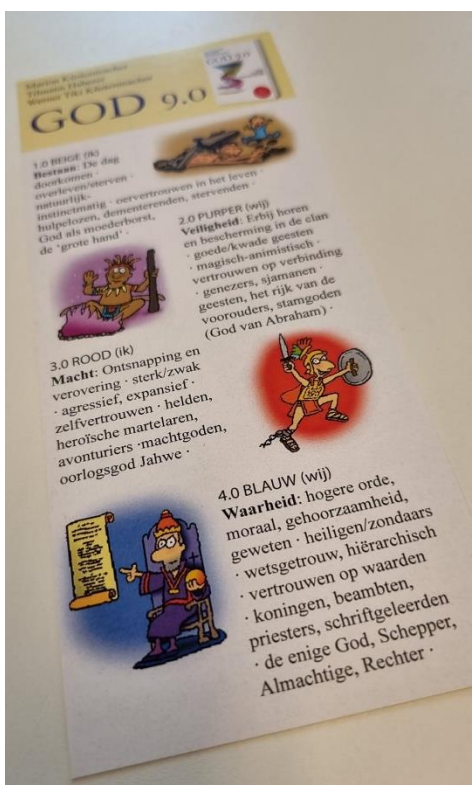 Marion Küstenmacher
Tilmann Haberer
Werner Tiki Küstenmacher
GOD 9.0
GOD 9.0
1.0 BEIGE (ik)
Bestaan: De dag
doorkomen ·
overleven/sterven ·
natuurlijk-
instinctmatig · oervertrouwen in het leven ·
hulpelozen, dementerenden, stervenden ·
God als moederborst,
de 'grote hand' ·
2.0 PURPER (wij)
Veiligheid: Erbij horen
en bescherming in de clan
· goede/kwade geesten
· magisch-animistisch ·
vertrouwen op verbinding
· genezers, sjamanen ·
geesten, het rijk van de
voorouders, stamgoden
(God van Abraham) ·
3.0 ROOD (ik)
Macht: Ontsnapping en
verovering · sterk/zwak
· agressief, expansief ·
zelfvertrouwen · helden,
heroïsche martelaren,
avonturiers ·machtgoden,
oorlogsgod Jahwe ·
4.0 BLAUW (wij)
Waarheid: hogere orde,
moraal, gehoorzaamheid,
geweten · heiligen/zondaars
· wetsgetrouw, hiërarchisch
· vertrouwen op waarden
· koningen, beambten,
priesters, schriftgeleerden
· de enige God, Schepper,
Almachtige, Rechter ·